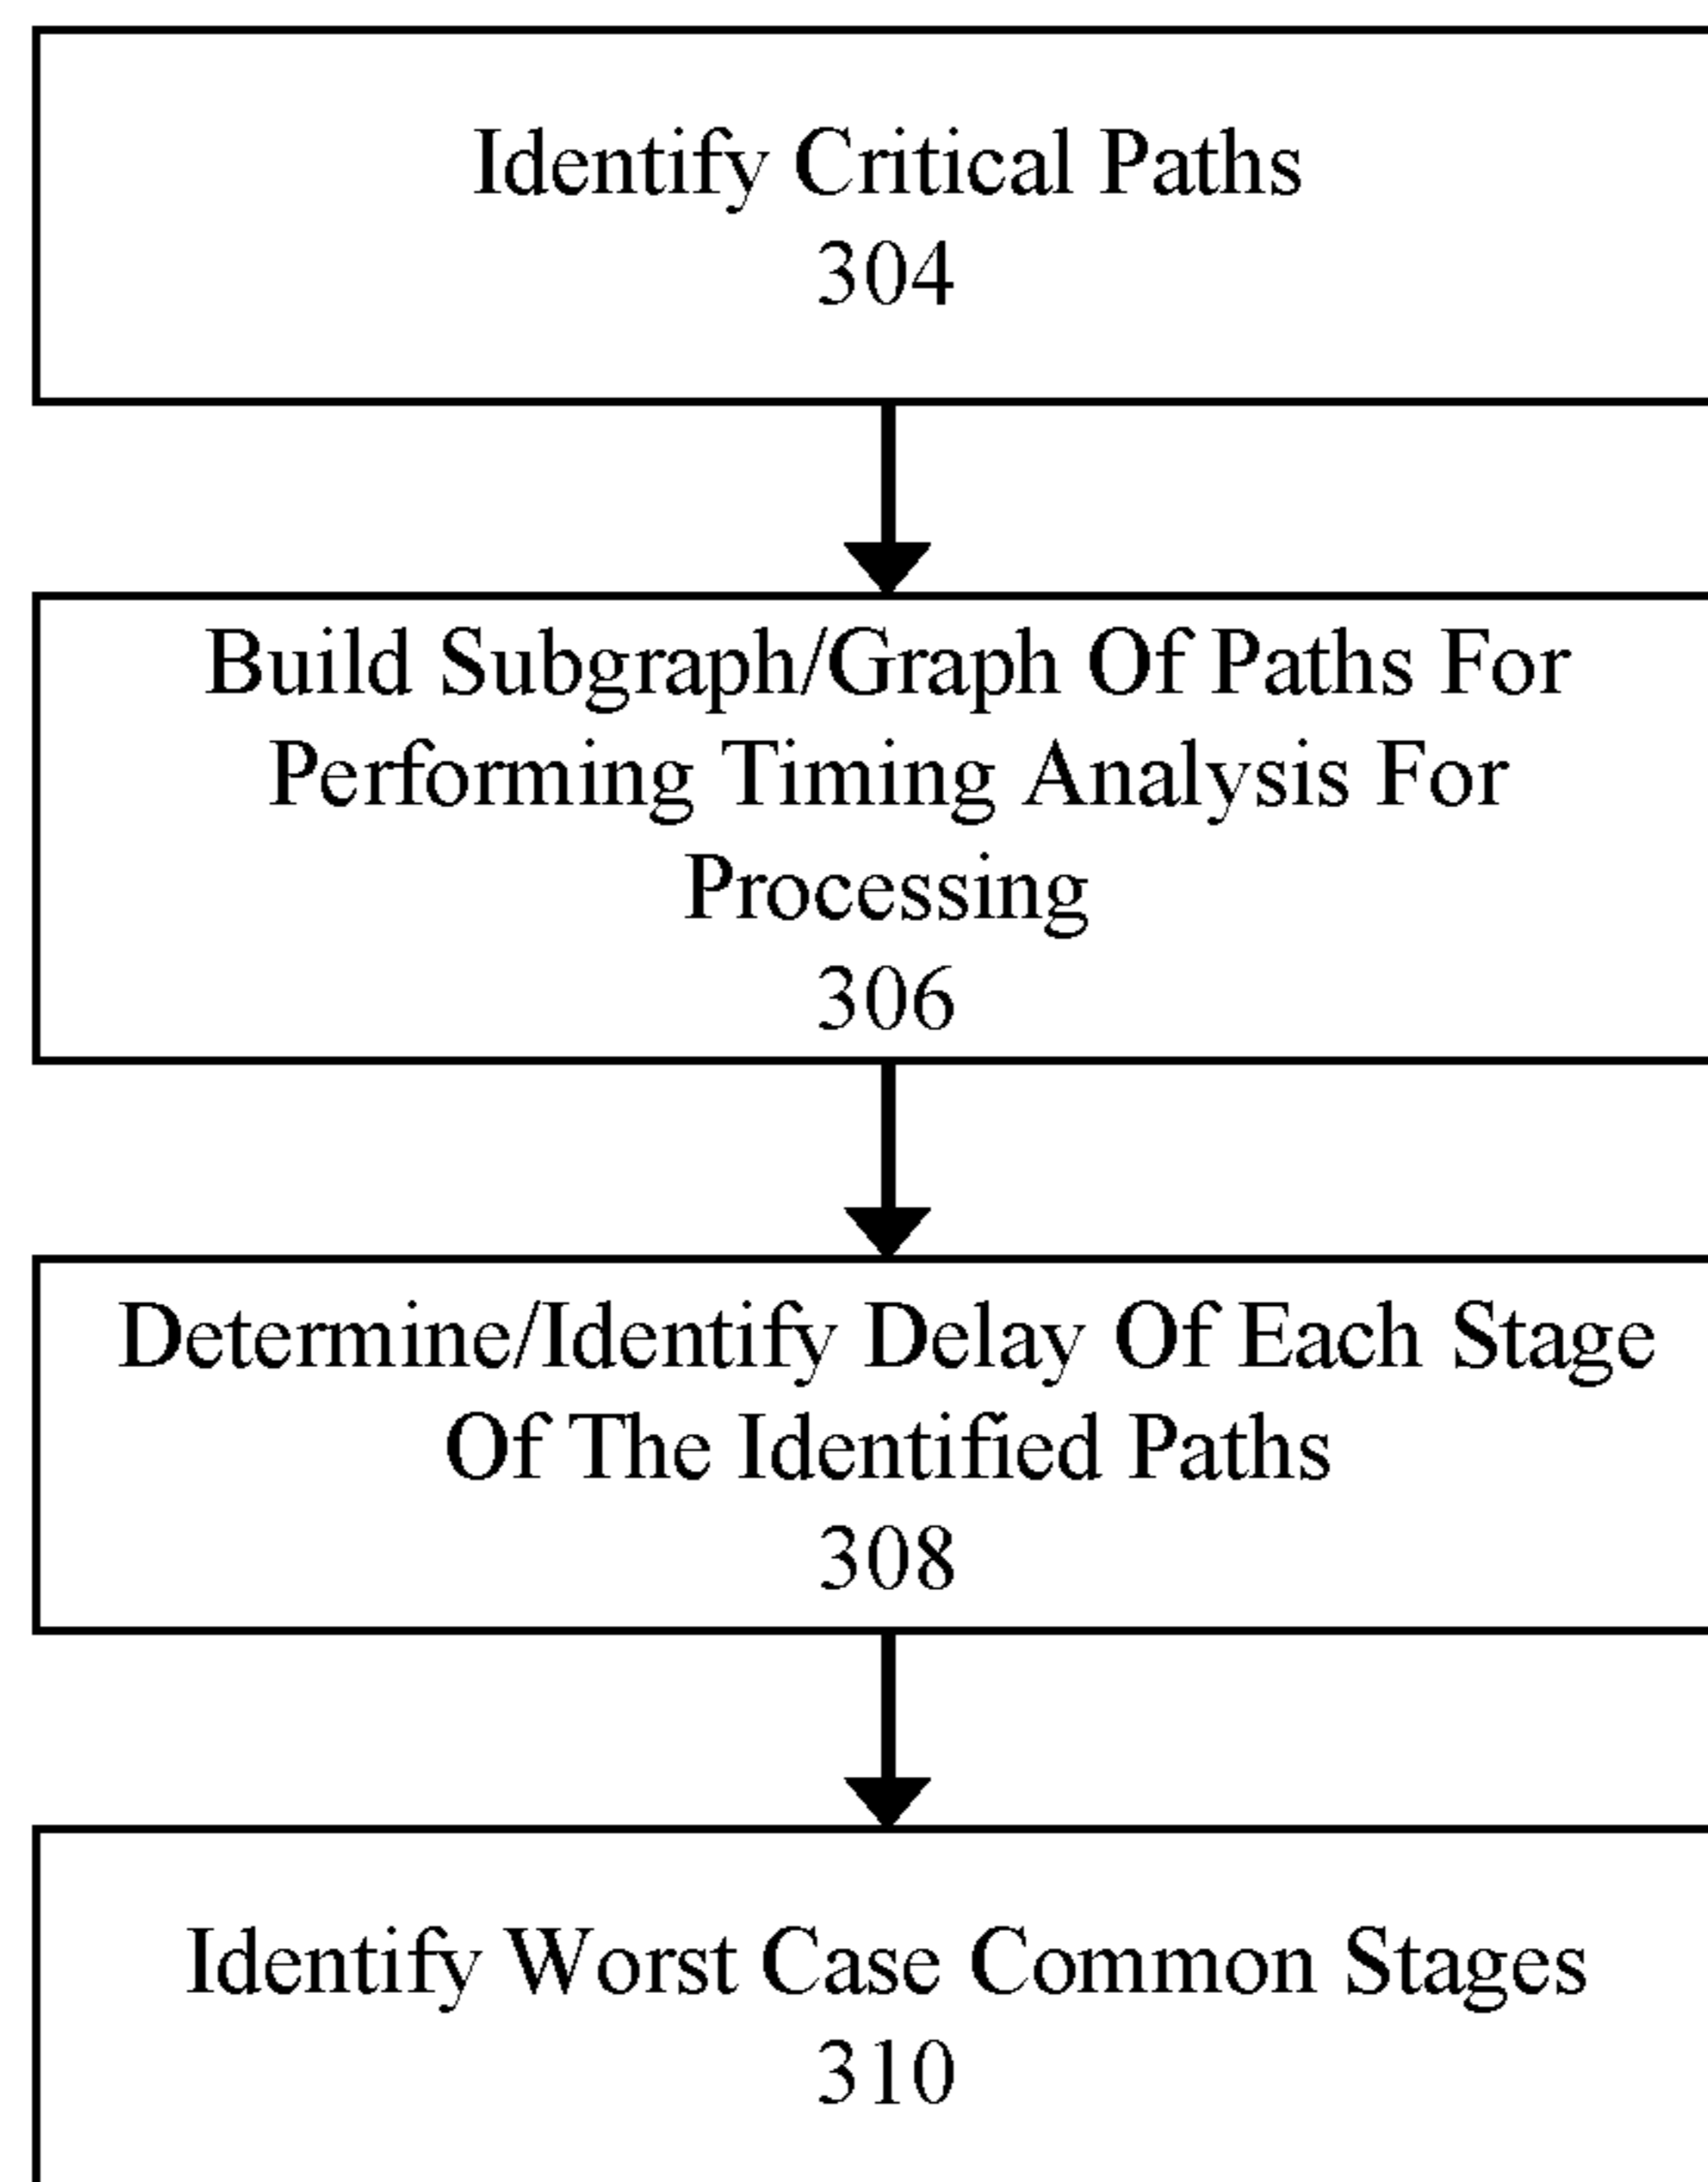 Identify Critical Paths
304
Build Subgraph/Graph Of Paths For
Performing Timing Analysis For
Processing
306
Determine/Identify Delay Of Each Stage
Of The Identified Paths
308
Identify Worst Case Common Stages
310